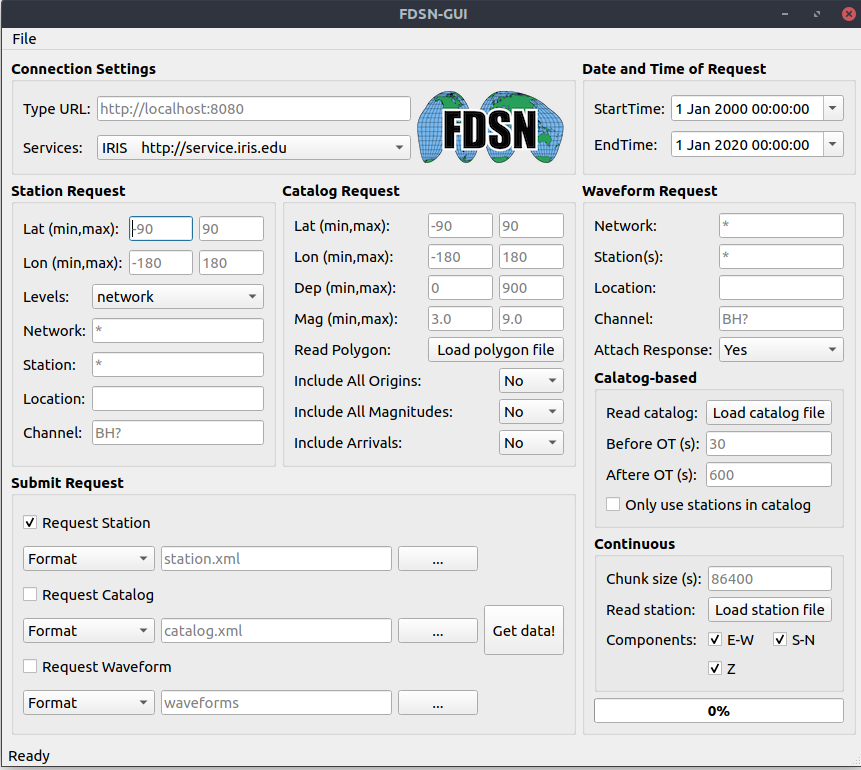 FDSN-GUI
File
Connection Settings
Type URL: http://localhost:8080
Services: IRIS http://service.iris.edu
FDSN
Date and Time of Request
StartTime: 1 Jan 2000 00:00:00
EndTime: 1 Jan 2020 00:00:00
Station Request
Lat (min,max): -90 90
Lon (min,max): -180 180
Levels: network
Network: *
Station: *
Location:
Channel: BH?
Catalog Request
Lat (min,max): -90 90
Lon (min,max): -180 180
Dep (min,max): 0 900
Mag (min,max): 3.0 9.0
Read Polygon: Load polygon file
Include All Origins: No
Include All Magnitudes: No
Include Arrivals: No
Waveform Request
Network: *
Station(s): *
Location:
Channel: BH?
Attach Response: Yes
Calatog-based
Read catalog: Load catalog file
Before OT (s): 30
Aftere OT (s): 600
Only use stations in catalog
Continuous
Chunk size (s): 86400
Read station: Load station file
Components: E-W S-N
Z
0%
Submit Request
Request Station
Format station.xml ...
Request Catalog
Format catalog.xml ...
Get data!
Request Waveform
Format waveforms ...
Ready